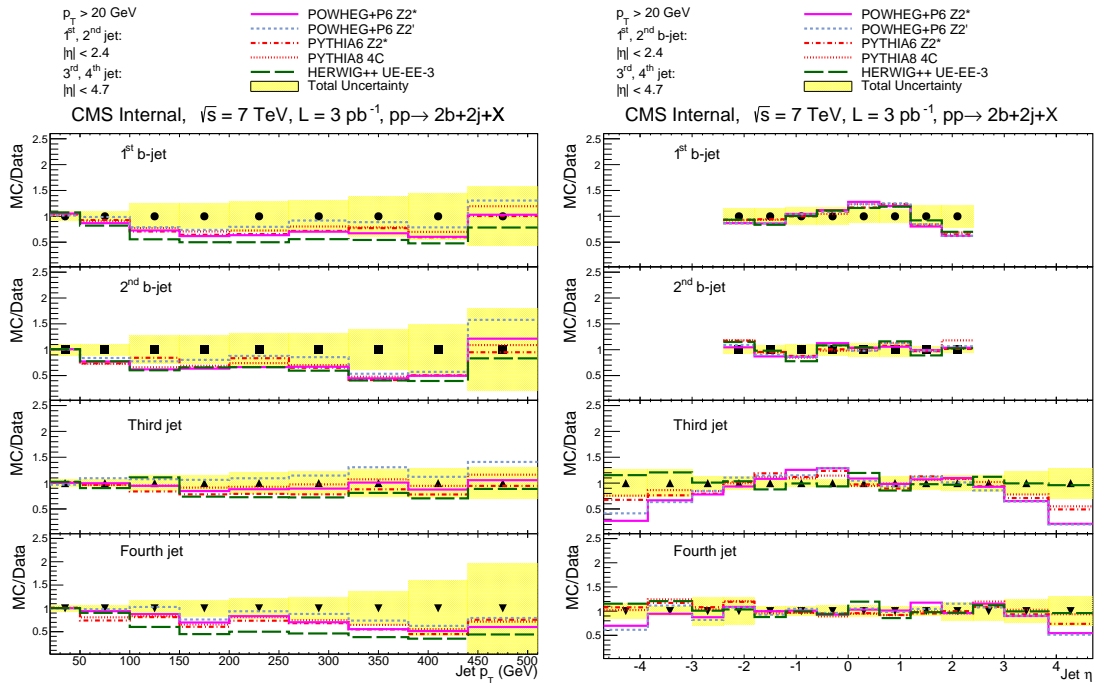 p_T > 20 GeV
1^st, 2^nd jet:
|η| < 2.4
3^rd, 4^th jet:
|η| < 4.7
POWHEG+P6 Z2*
POWHEG+P6 Z2'
PYTHIA6 Z2*
PYTHIA8 4C
HERWIG++ UE-EE-3
Total Uncertainty
CMS Internal, √s = 7 TeV, L = 3 pb^-1, pp→ 2b+2j+X
MC/Data
2.5
2
1.5
1
0.5
1^st b-jet
MC/Data
2.5
2
1.5
1
0.5
2^nd b-jet
MC/Data
2.5
2
1.5
1
0.5
Third jet
MC/Data
2.5
2
1.5
1
0.5
Fourth jet
50 100 150 200 250 300 350 400 450 500
Jet p_T (GeV)
p_T > 20 GeV
1^st, 2^nd b-jet:
|η| < 2.4
3^rd, 4^th jet:
|η| < 4.7
POWHEG+P6 Z2*
POWHEG+P6 Z2'
PYTHIA6 Z2*
PYTHIA8 4C
HERWIG++ UE-EE-3
Total Uncertainty
CMS Internal, √s = 7 TeV, L = 3 pb^-1, pp→ 2b+2j+X
MC/Data
2.5
2
1.5
1
0.5
1^st b-jet
MC/Data
2.5
2
1.5
1
0.5
2^nd b-jet
MC/Data
2.5
2
1.5
1
0.5
Third jet
MC/Data
2.5
2
1.5
1
0.5
Fourth jet
-4 -3 -2 -1 0 1 2 3 4
Jet η